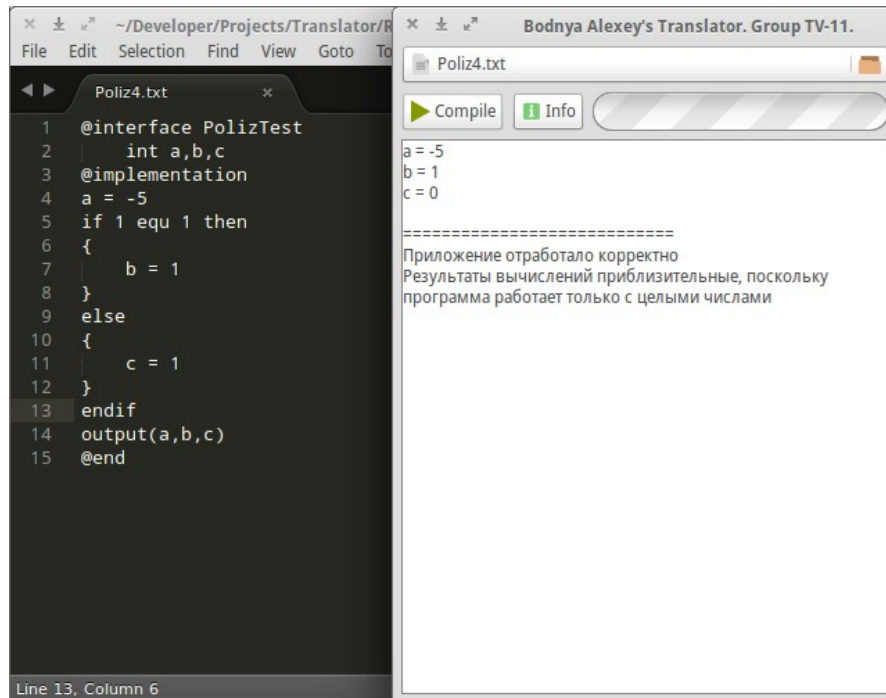 ~/Developer/Projects/Translator/R
File Edit Selection Find View Goto To
Poliz4.txt
1 @interface PolizTest
2 int a,b,c
3 @implementation
4 a = -5
5 if 1 equ 1 then
6 {
7 b = 1
8 }
9 else
10 {
11 c = 1
12 }
13 endif
14 output(a,b,c)
15 @end
Line 13, Column 6
Bodnya Alexey's Translator. Group TV-11.
Poliz4.txt
Compile Info
a = -5
b = 1
c = 0
============================
Приложение отработало корректно
Результаты вычислений приблизительные, поскольку
программа работает только с целыми числами